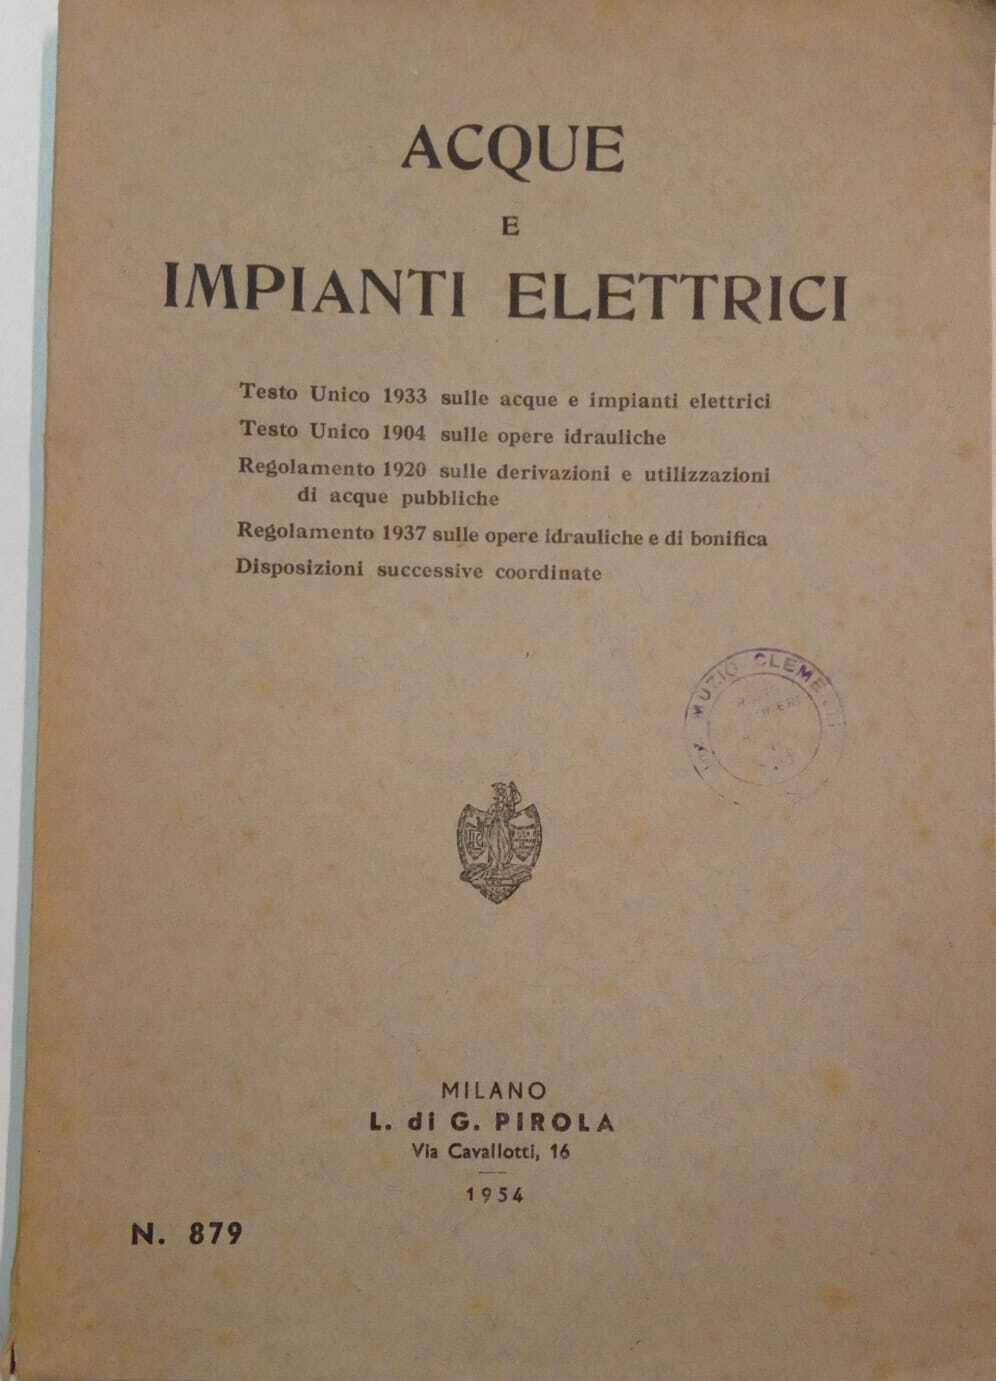 ACQUE
E
IMPIANTI ELETTRICI
Testo Unico 1933 sulle acque e impianti elettrici
Testo Unico 1904 sulle opere idrauliche
Regolamento 1920 sulle derivazioni e utilizzazioni
di acque pubbliche
Regolamento 1937 sulle opere idrauliche e di bonifica
Disposizioni successive coordinate
MUZIO
MILANO
L. di G. PIROLA
Via Cavallotti, 16
1954
N. 879